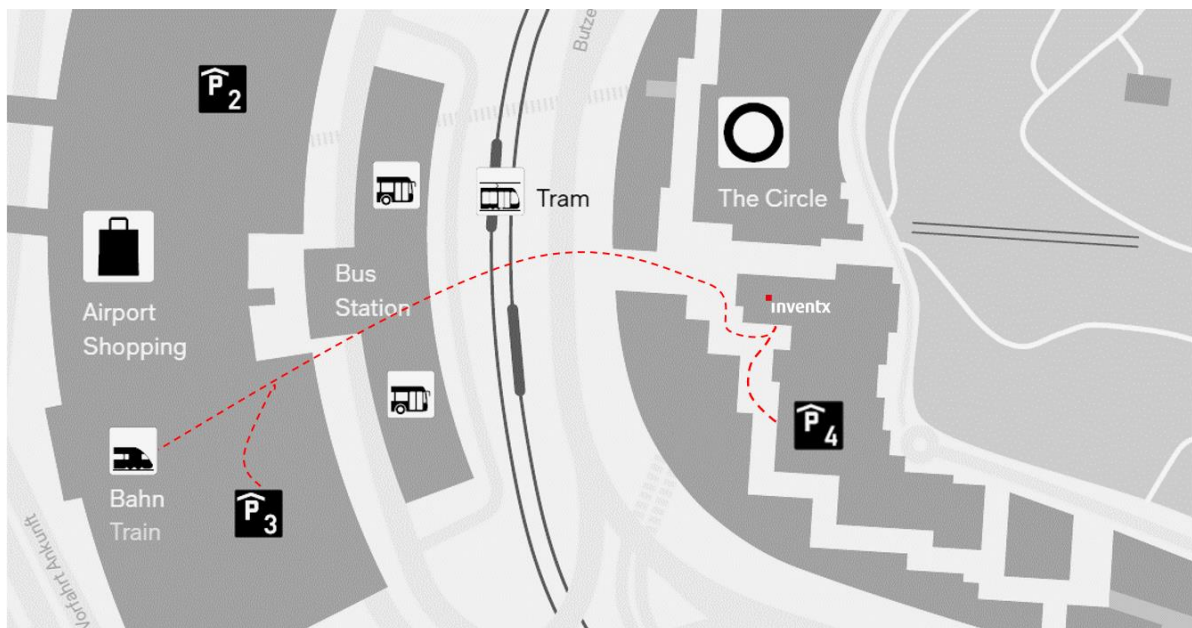 Butze
P2
The Circle
Tram
Bus
Station
Airport
Shopping
inventx
P4
Bahn
Train
P3
Vorfahrt Ankunft